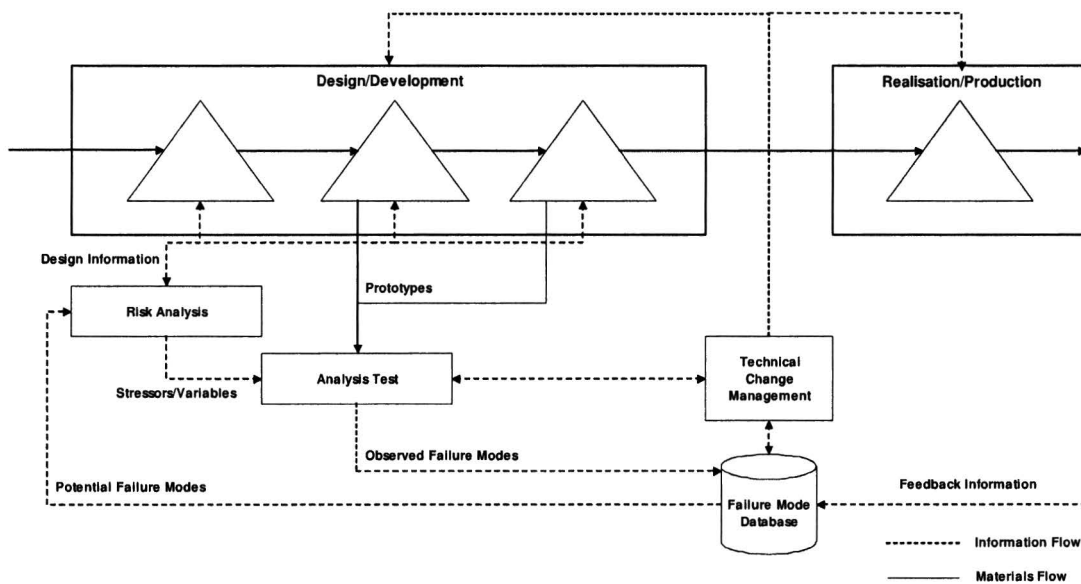 Design/Development
Realisation/Production
Design Information
Prototypes
Risk Analysis
Stressors/Variables
Analysis Test
Technical
Change
Management
Observed Failure Modes
Potential Failure Modes
Failure Mode
Database
Feedback Information
Information Flow
Materials Flow